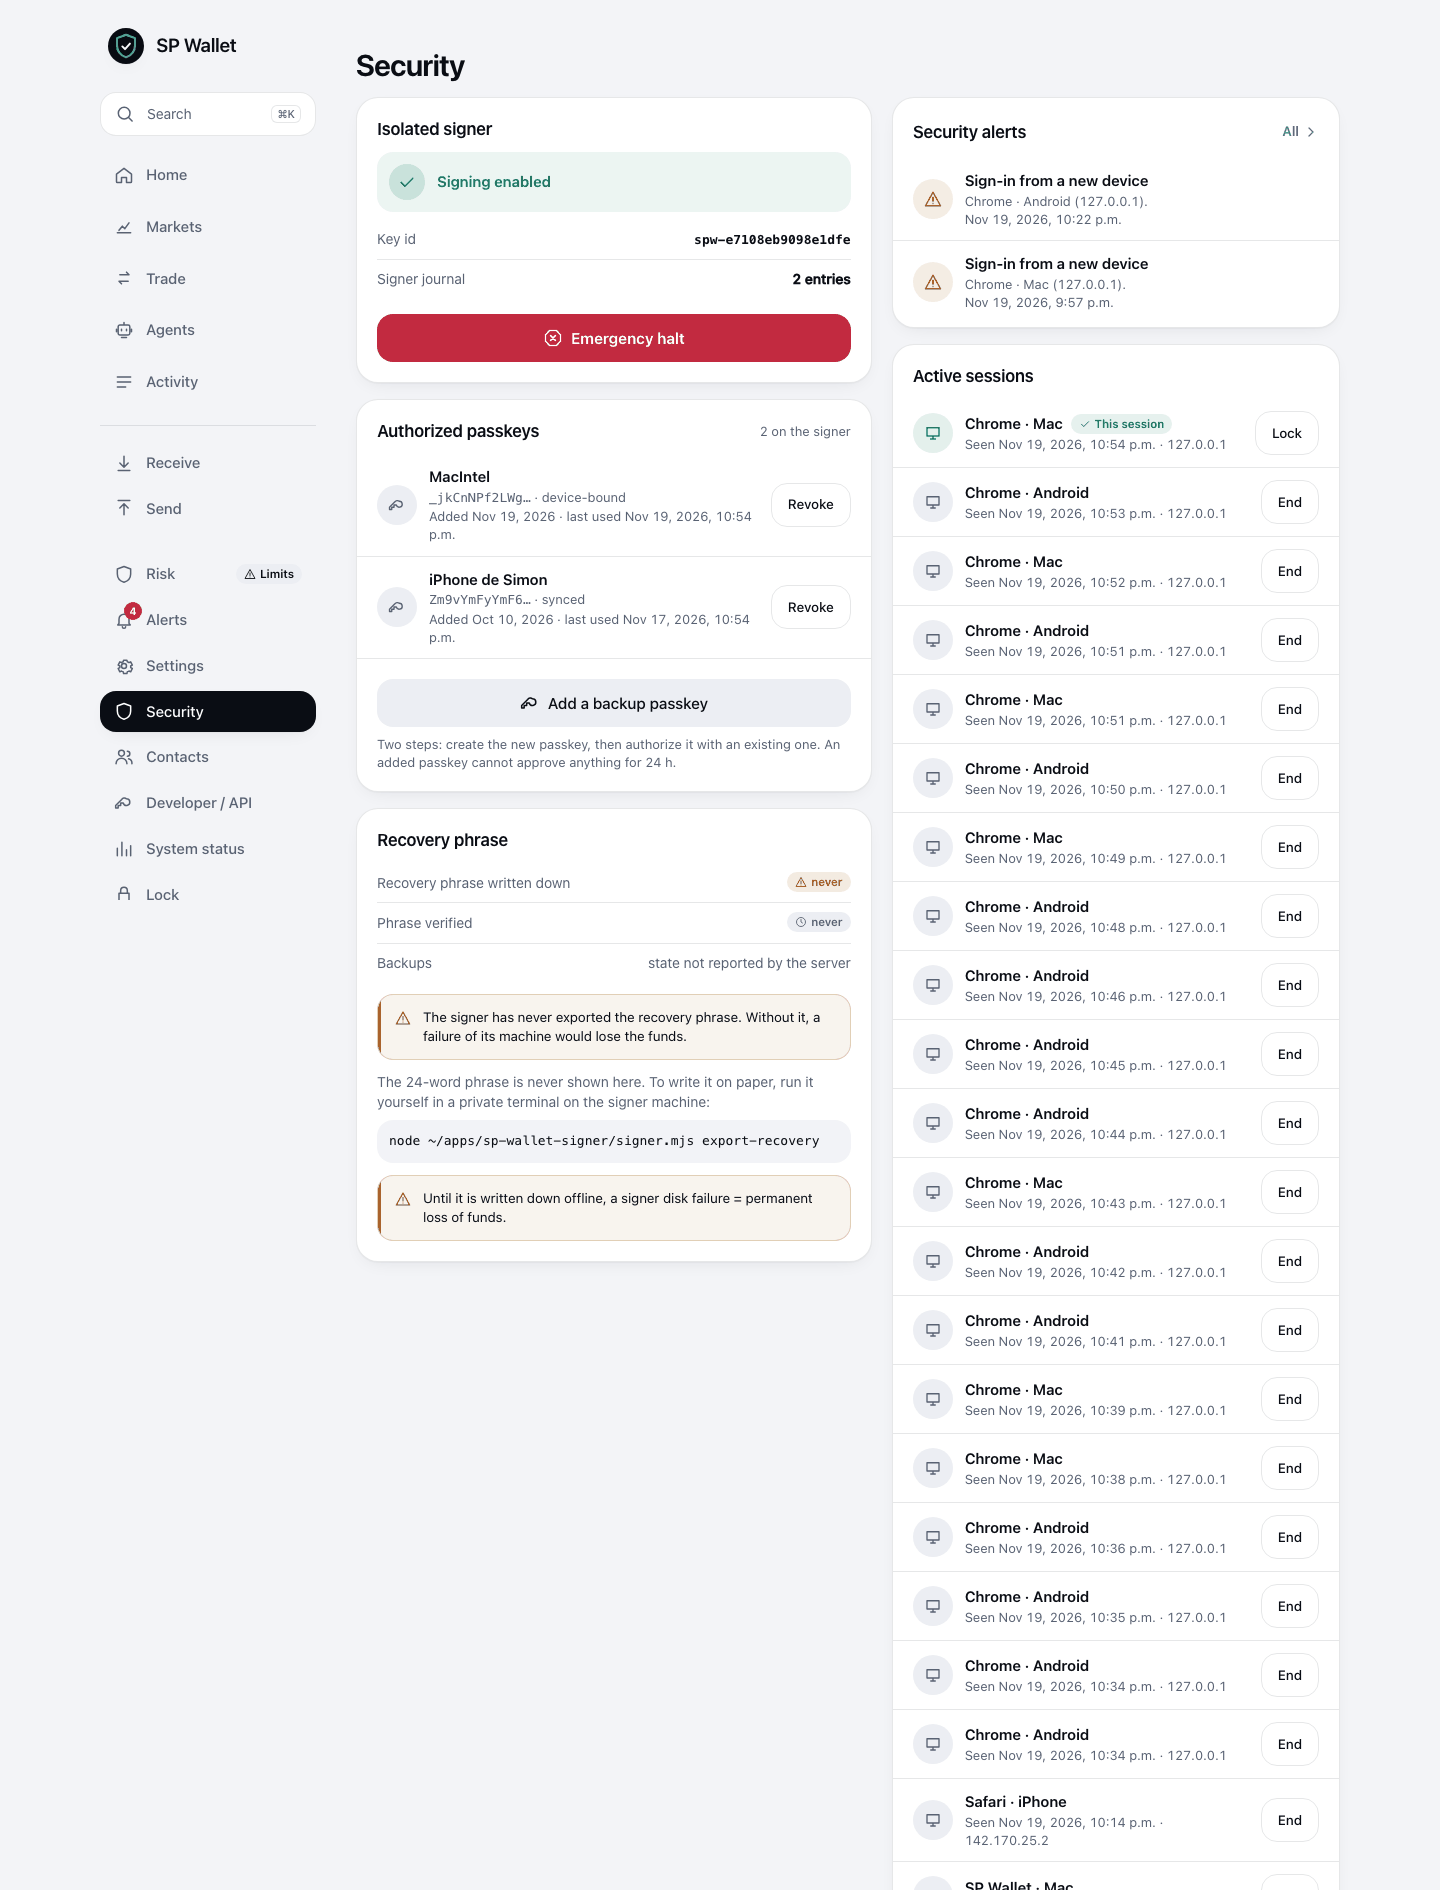 SP Wallet
Search
⌘K
Home
Markets
Trade
Agents
Activity
Receive
Send
Risk
Limits
4
Alerts
Settings
Security
Contacts
Developer / API
System status
Lock
Security
Isolated signer
Signing enabled
Key id
spw-e7108eb9098e1dfe
Signer journal
2 entries
Emergency halt
Authorized passkeys
2 on the signer
MacIntel
_jkCnNPf2LWg… · device-bound
Added Nov 19, 2026 · last used Nov 19, 2026, 10:54
p.m.
Revoke
iPhone de Simon
Zm9vYmFyYmF6… · synced
Added Oct 10, 2026 · last used Nov 17, 2026, 10:54
p.m.
Revoke
Add a backup passkey
Two steps: create the new passkey, then authorize it with an existing one. An
added passkey cannot approve anything for 24 h.
Recovery phrase
Recovery phrase written down
never
Phrase verified
never
Backups
state not reported by the server
The signer has never exported the recovery phrase. Without it, a
failure of its machine would lose the funds.
The 24-word phrase is never shown here. To write it on paper, run it
yourself in a private terminal on the signer machine:
node ~/apps/sp-wallet-signer/signer.mjs export-recovery
Until it is written down offline, a signer disk failure = permanent
loss of funds.
Security alerts
All
Sign-in from a new device
Chrome · Android (127.0.0.1).
Nov 19, 2026, 10:22 p.m.
Sign-in from a new device
Chrome · Mac (127.0.0.1).
Nov 19, 2026, 9:57 p.m.
Active sessions
Chrome · Mac
This session
Seen Nov 19, 2026, 10:54 p.m. · 127.0.0.1
Lock
Chrome · Android
Seen Nov 19, 2026, 10:53 p.m. · 127.0.0.1
End
Chrome · Mac
Seen Nov 19, 2026, 10:52 p.m. · 127.0.0.1
End
Chrome · Android
Seen Nov 19, 2026, 10:51 p.m. · 127.0.0.1
End
Chrome · Mac
Seen Nov 19, 2026, 10:51 p.m. · 127.0.0.1
End
Chrome · Android
Seen Nov 19, 2026, 10:50 p.m. · 127.0.0.1
End
Chrome · Mac
Seen Nov 19, 2026, 10:49 p.m. · 127.0.0.1
End
Chrome · Android
Seen Nov 19, 2026, 10:48 p.m. · 127.0.0.1
End
Chrome · Android
Seen Nov 19, 2026, 10:46 p.m. · 127.0.0.1
End
Chrome · Android
Seen Nov 19, 2026, 10:45 p.m. · 127.0.0.1
End
Chrome · Android
Seen Nov 19, 2026, 10:44 p.m. · 127.0.0.1
End
Chrome · Mac
Seen Nov 19, 2026, 10:43 p.m. · 127.0.0.1
End
Chrome · Android
Seen Nov 19, 2026, 10:42 p.m. · 127.0.0.1
End
Chrome · Android
Seen Nov 19, 2026, 10:41 p.m. · 127.0.0.1
End
Chrome · Mac
Seen Nov 19, 2026, 10:39 p.m. · 127.0.0.1
End
Chrome · Mac
Seen Nov 19, 2026, 10:38 p.m. · 127.0.0.1
End
Chrome · Android
Seen Nov 19, 2026, 10:36 p.m. · 127.0.0.1
End
Chrome · Android
Seen Nov 19, 2026, 10:35 p.m. · 127.0.0.1
End
Chrome · Android
Seen Nov 19, 2026, 10:34 p.m. · 127.0.0.1
End
Chrome · Android
Seen Nov 19, 2026, 10:34 p.m. · 127.0.0.1
End
Safari · iPhone
Seen Nov 19, 2026, 10:14 p.m. ·
142.170.25.2
End
SP Wallet · Mac